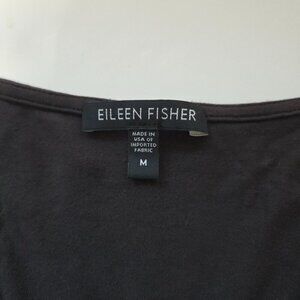 EILEEN FISHER
MADE IN
USA OF
IMPORTED
FABRIC
M